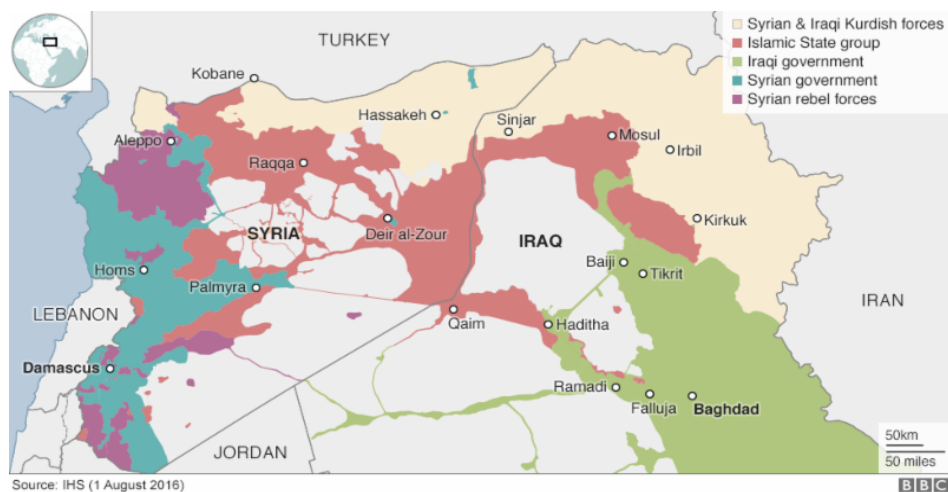 Syrian & Iraqi Kurdish forces
Islamic State group
Iraqi government
Syrian government
Syrian rebel forces
TURKEY
Kobane
Hassakeh
Sinjar
Mosul
Irbil
Aleppo
Raqqa
Kirkuk
SYRIA
Deir al-Zour
IRAQ
Baiji
Tikrit
Homs
Palmyra
LEBANON
IRAN
Qaim
Haditha
Damascus
Ramadi
Falluja
Baghdad
JORDAN
50km
50 miles
Source: IHS (1 August 2016)
BBC